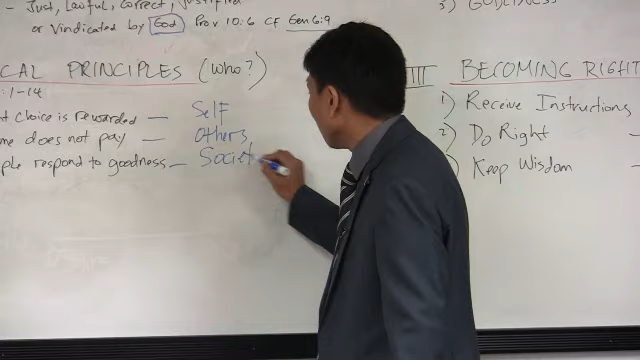 - Just, Lawful, Correct, Justified
or Vindicated by God Prov 10:6 CF Gen 6:9
3) GODLINESS
CAL PRINCIPLES (Who?)
:1-14
t choice is rewarded — Self
me does not pay — Others,
ple respond to goodness — Societ
III BECOMING RIGHT
1) Receive Instructions
2) Do Right —
) Keep Wisdom —